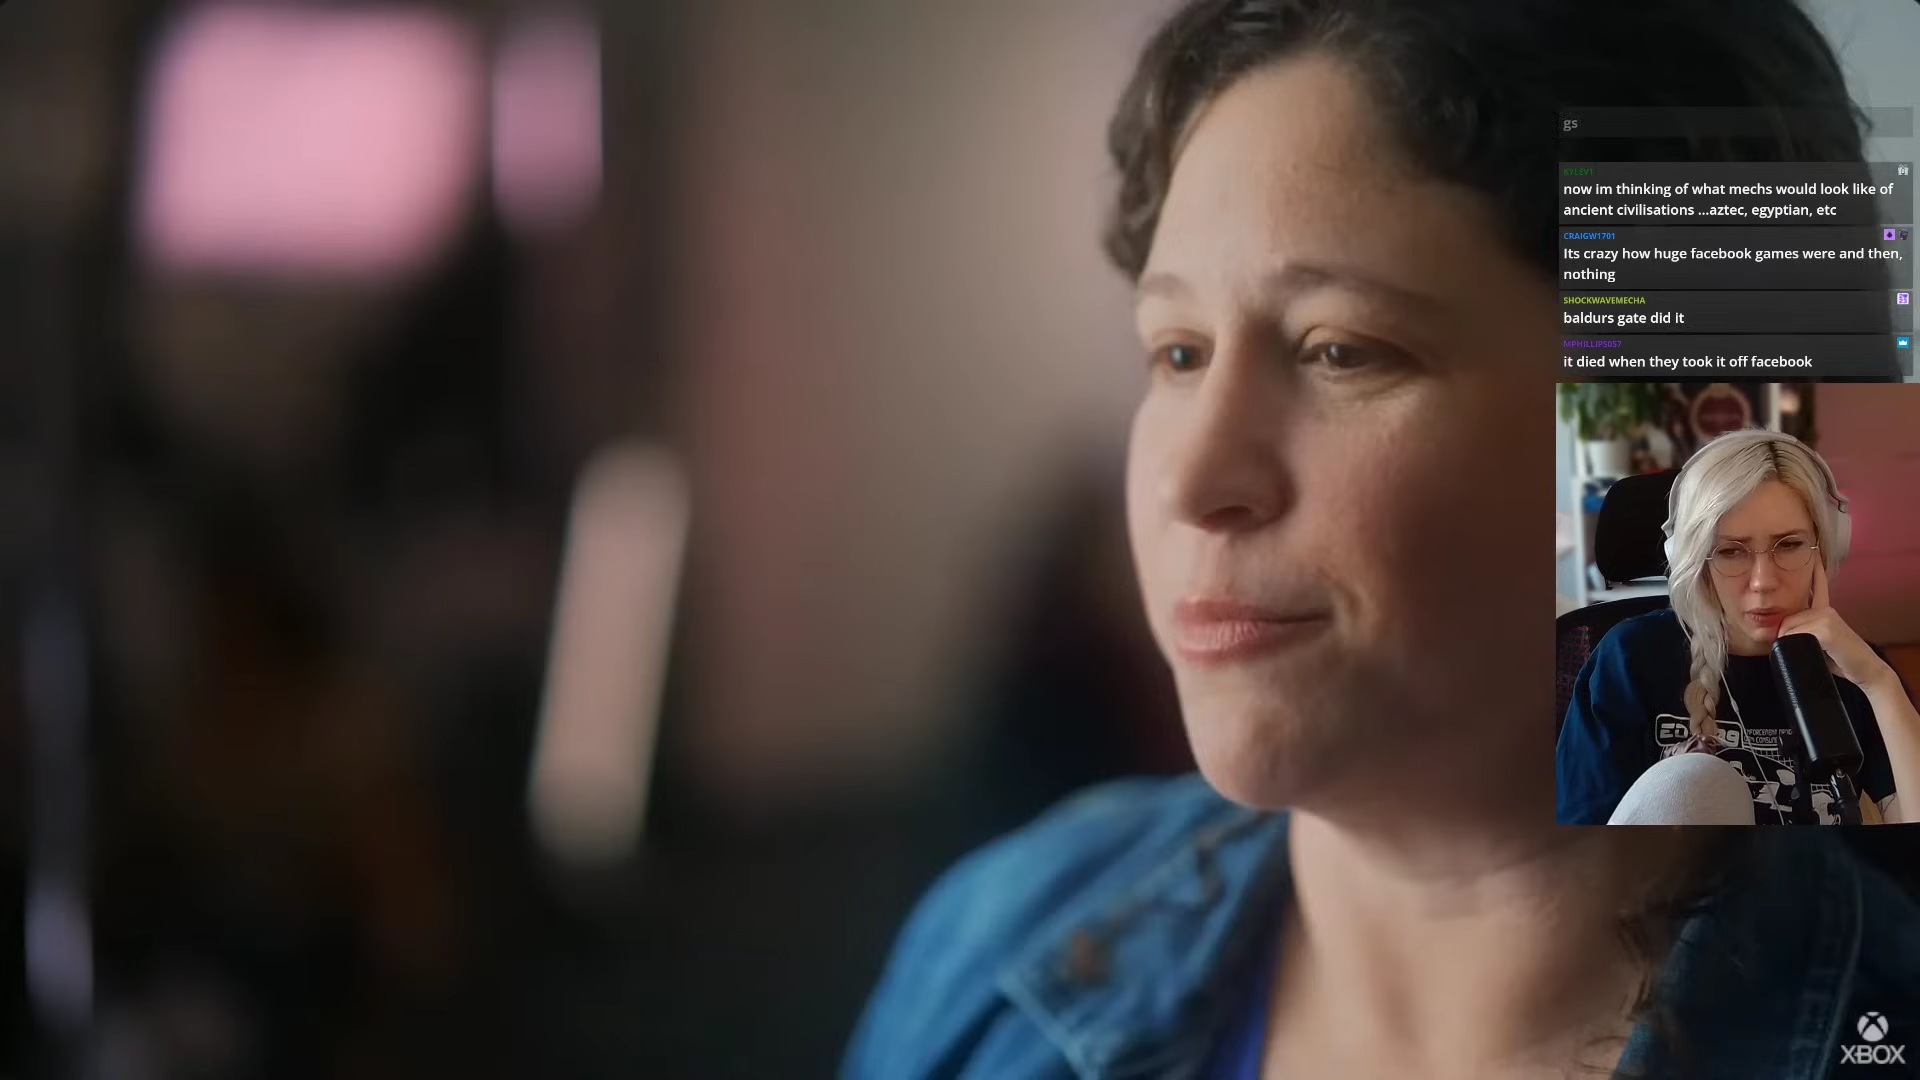 gs
KYLEV1
now im thinking of what mechs would look like of
ancient civilisations ...aztec, egyptian, etc
CRAIGW1701
Its crazy how huge facebook games were and then,
nothing
SHOCKWAVEMECHA
baldurs gate did it
MPHILLIPS057
it died when they took it off facebook
XBOX